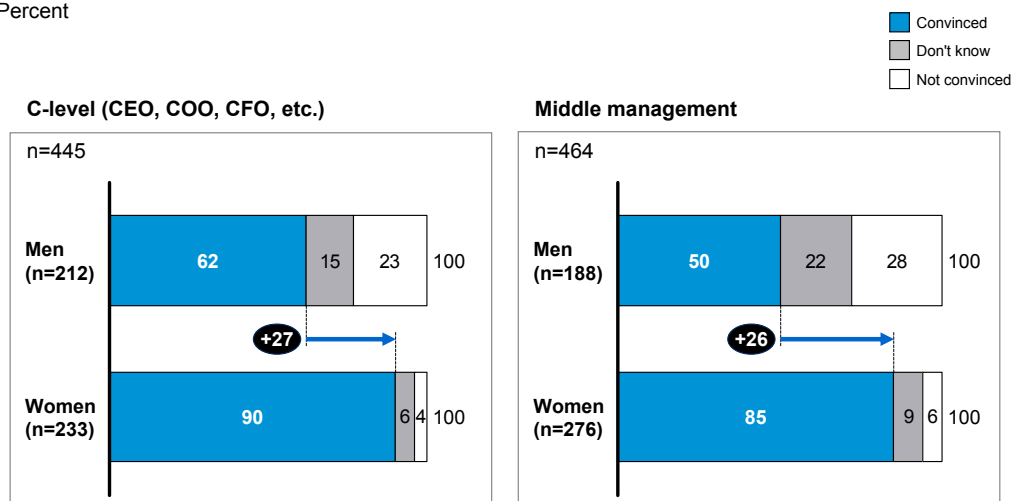 Percent
Convinced
Don't know
Not convinced
C-level (CEO, COO, CFO, etc.)
n=445
Men
(n=212)
62
15
23
100
+27
Women
(n=233)
90
6
4
100
Middle management
n=464
Men
(n=188)
50
22
28
100
+26
Women
(n=276)
85
9
6
100